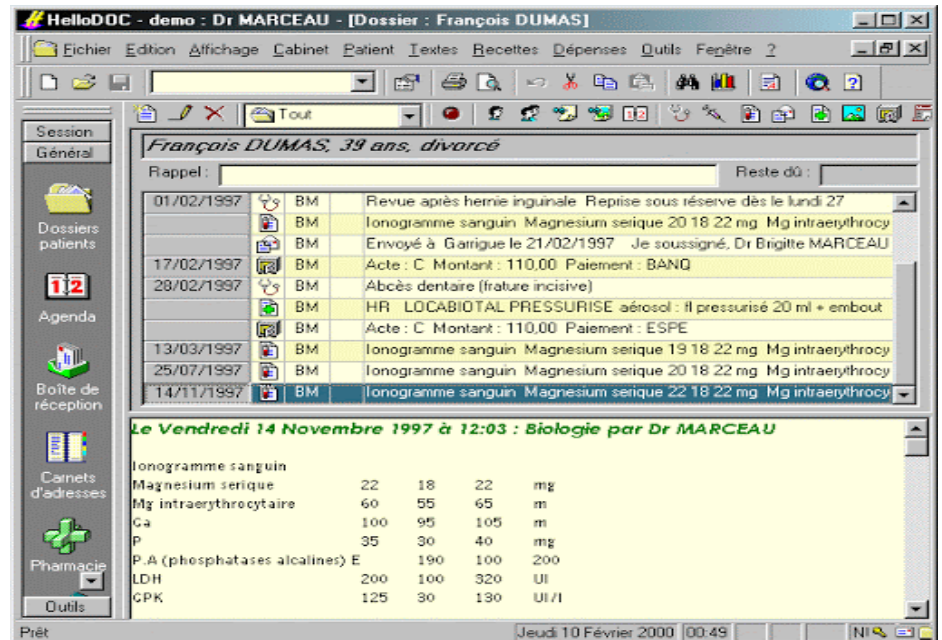 HelloDOC - demo : Dr MARCEAU - [Dossier : François DUMAS]
Fichier Edition Affichage Cabinet Patient Textes Recettes Dépenses Outils Fenêtre ?
Tout
Session
Général
Dossiers patients
Agenda
Boîte de réception
Carnets d'adresses
Pharmacie
Outils
François DUMAS, 39 ans, divorcé
Rappel : Reste dû :
01/02/1997 BM Revue après hernie inguinale Reprise sous réserve dès le lundi 27
BM Ionogramme sanguin Magnesium serique 20 18 22 mg Mg intraerythrocy
BM Envoyé à Garrigue le 21/02/1997 Je soussigné, Dr Brigitte MARCEAU
17/02/1997 BM Acte : C Montant : 110,00 Paiement : BANQ
28/02/1997 BM Abcès dentaire (frature incisive)
BM HR LOCABIOTAL PRESSURISE aérosol : fl pressurisé 20 ml + embout
BM Acte : C Montant : 110,00 Paiement : ESPE
13/03/1997 BM Ionogramme sanguin Magnesium serique 19 18 22 mg Mg intraerythrocy
25/07/1997 BM Ionogramme sanguin Magnesium serique 20 18 22 mg Mg intraerythrocy
14/11/1997 BM Ionogramme sanguin Magnesium serique 22 18 22 mg Mg intraerythrocy
Le Vendredi 14 Novembre 1997 à 12:03 : Biologie par Dr MARCEAU
Ionogramme sanguin
Magnesium serique 22 18 22 mg
Mg intraerythrocytaire 60 55 65 m
Ca 100 95 105 m
P 35 30 40 mg
P.A (phosphatases alcalines) E 190 100 200
LDH 200 100 320 UI
CPK 125 30 130 UI/l
Prêt Jeudi 10 Février 2000 00:49 NI